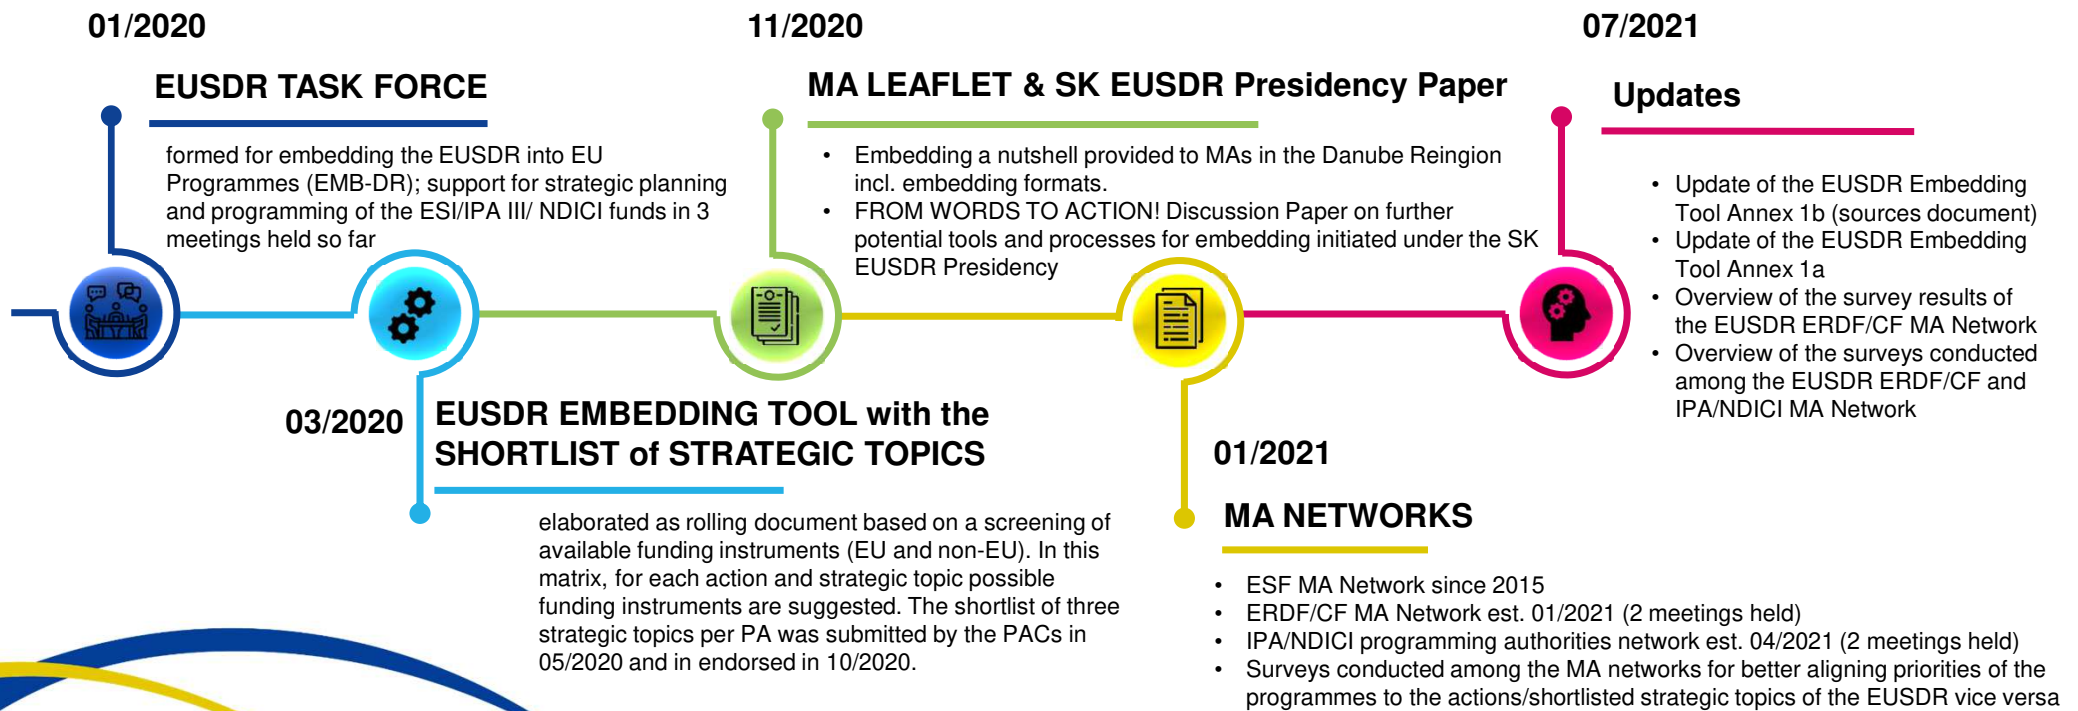 01/2020
EUSDR TASK FORCE
formed for embedding the EUSDR into EU
Programmes (EMB-DR); support for strategic planning
and programming of the ESI/IPA III/ NDICI funds in 3
meetings held so far
03/2020
EUSDR EMBEDDING TOOL with the
SHORTLIST of STRATEGIC TOPICS
elaborated as rolling document based on a screening of
available funding instruments (EU and non-EU). In this
matrix, for each action and strategic topic possible
funding instruments are suggested. The shortlist of three
strategic topics per PA was submitted by the PACs in
05/2020 and in endorsed in 10/2020.
11/2020
MA LEAFLET & SK EUSDR Presidency Paper
• Embedding a nutshell provided to MAs in the Danube Reingion
incl. embedding formats.
• FROM WORDS TO ACTION! Discussion Paper on further
potential tools and processes for embedding initiated under the SK
EUSDR Presidency
01/2021
MA NETWORKS
• ESF MA Network since 2015
• ERDF/CF MA Network est. 01/2021 (2 meetings held)
• IPA/NDICI programming authorities network est. 04/2021 (2 meetings held)
• Surveys conducted among the MA networks for better aligning priorities of the
programmes to the actions/shortlisted strategic topics of the EUSDR vice versa
07/2021
Updates
• Update of the EUSDR Embedding
Tool Annex 1b (sources document)
• Update of the EUSDR Embedding
Tool Annex 1a
• Overview of the survey results of
the EUSDR ERDF/CF MA Network
• Overview of the surveys conducted
among the EUSDR ERDF/CF and
IPA/NDICI MA Network